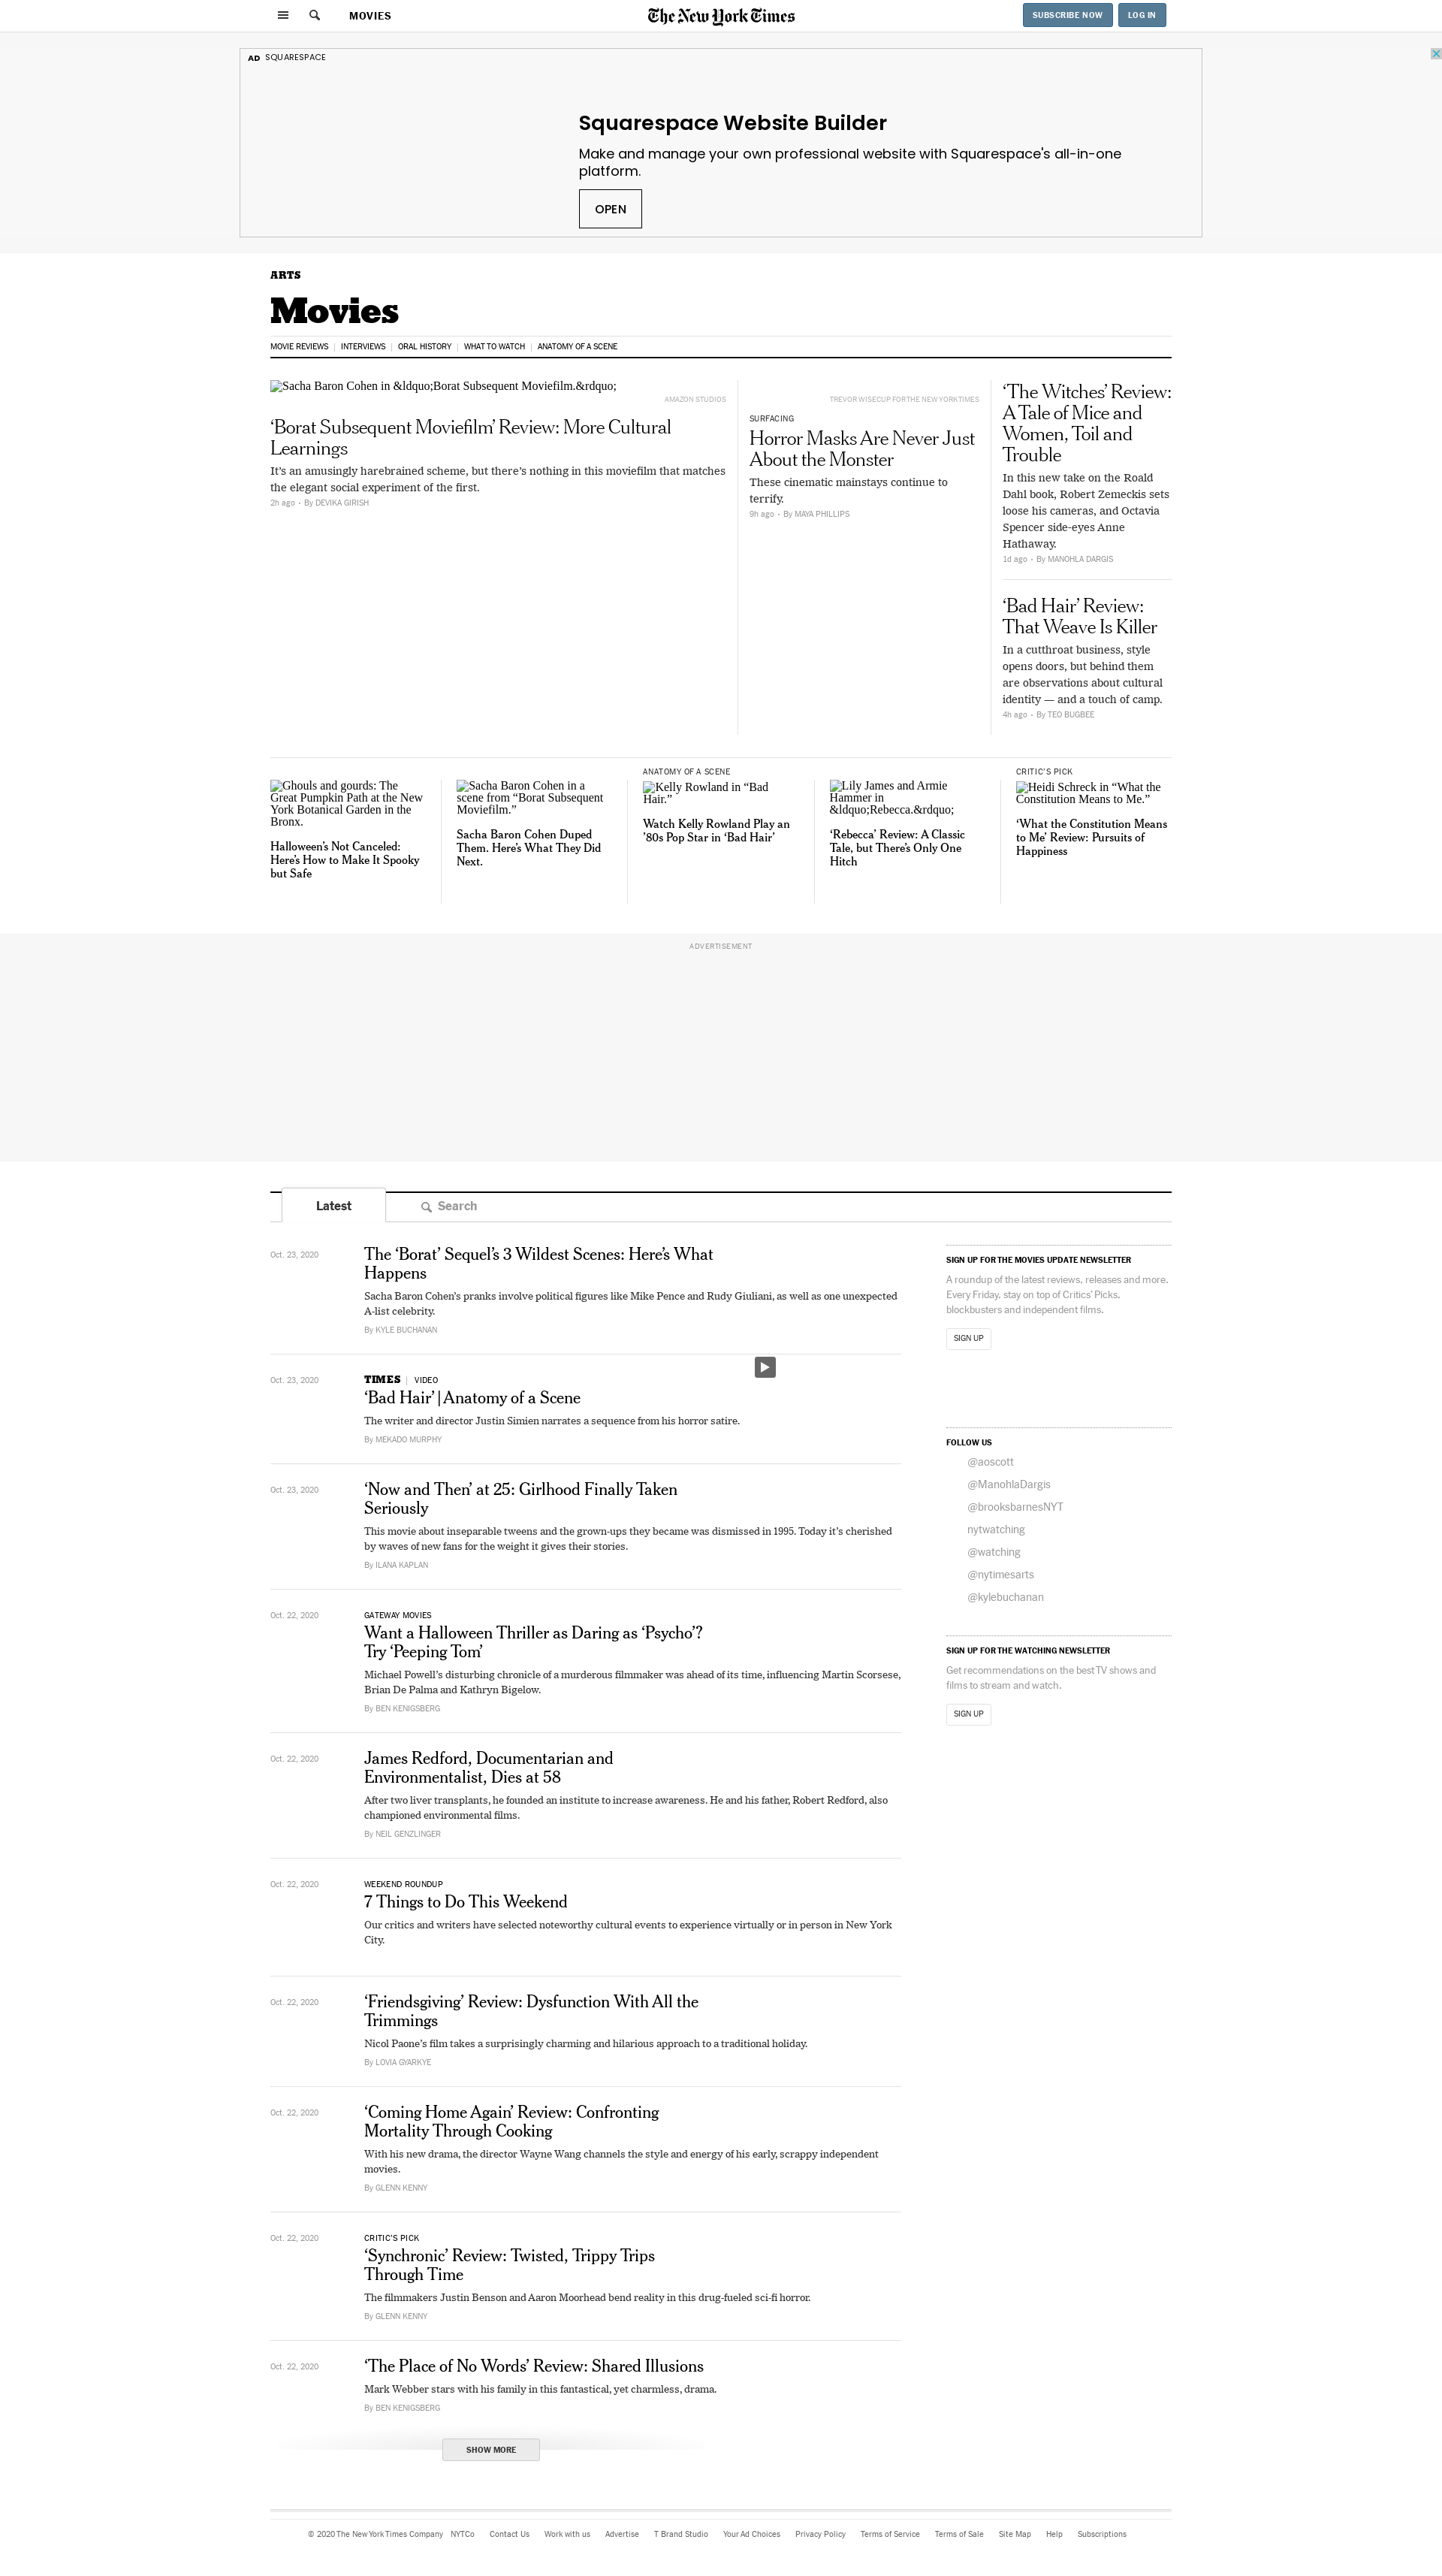 MOVIES
The New York Times
SUBSCRIBE NOW
LOG IN
AD SQUARESPACE
Squarespace Website Builder
Make and manage your own professional website with Squarespace's all-in-one
platform.
OPEN
ARTS
Movies
MOVIE REVIEWS | INTERVIEWS | ORAL HISTORY | WHAT TO WATCH | ANATOMY OF A SCENE
Sacha Baron Cohen in &ldquo;Borat Subsequent Moviefilm.&rdquo;
AMAZON STUDIOS
‘Borat Subsequent Moviefilm’ Review: More Cultural
Learnings
It’s an amusingly harebrained scheme, but there’s nothing in this moviefilm that matches
the elegant social experiment of the first.
2h ago • By DEVIKA GIRISH
TREVOR WISECUP FOR THE NEW YORK TIMES
SURFACING
Horror Masks Are Never Just
About the Monster
These cinematic mainstays continue to
terrify.
9h ago • By MAYA PHILLIPS
‘The Witches’ Review:
A Tale of Mice and
Women, Toil and
Trouble
In this new take on the Roald
Dahl book, Robert Zemeckis sets
loose his cameras, and Octavia
Spencer side-eyes Anne
Hathaway.
1d ago • By MANOHLA DARGIS
‘Bad Hair’ Review:
That Weave Is Killer
In a cutthroat business, style
opens doors, but behind them
are observations about cultural
identity — and a touch of camp.
4h ago • By TEO BUGBEE
Ghouls and gourds: The
Great Pumpkin Path at the New
York Botanical Garden in the
Bronx.
Halloween’s Not Canceled:
Here’s How to Make It Spooky
but Safe
Sacha Baron Cohen in a
scene from “Borat Subsequent
Moviefilm.”
Sacha Baron Cohen Duped
Them. Here’s What They Did
Next.
ANATOMY OF A SCENE
Kelly Rowland in “Bad
Hair.”
Watch Kelly Rowland Play an
’80s Pop Star in ‘Bad Hair’
Lily James and Armie
Hammer in
&ldquo;Rebecca.&rdquo;
‘Rebecca’ Review: A Classic
Tale, but There’s Only One
Hitch
CRITIC’S PICK
Heidi Schreck in “What the
Constitution Means to Me.”
‘What the Constitution Means
to Me’ Review: Pursuits of
Happiness
ADVERTISEMENT
Latest
Search
Oct. 23, 2020
The ‘Borat’ Sequel’s 3 Wildest Scenes: Here’s What
Happens
Sacha Baron Cohen’s pranks involve political figures like Mike Pence and Rudy Giuliani, as well as one unexpected
A-list celebrity.
By KYLE BUCHANAN
Oct. 23, 2020
TIMES | VIDEO
‘Bad Hair’ | Anatomy of a Scene
The writer and director Justin Simien narrates a sequence from his horror satire.
By MEKADO MURPHY
Oct. 23, 2020
‘Now and Then’ at 25: Girlhood Finally Taken
Seriously
This movie about inseparable tweens and the grown-ups they became was dismissed in 1995. Today it’s cherished
by waves of new fans for the weight it gives their stories.
By ILANA KAPLAN
Oct. 22, 2020
GATEWAY MOVIES
Want a Halloween Thriller as Daring as ‘Psycho’?
Try ‘Peeping Tom’
Michael Powell’s disturbing chronicle of a murderous filmmaker was ahead of its time, influencing Martin Scorsese,
Brian De Palma and Kathryn Bigelow.
By BEN KENIGSBERG
Oct. 22, 2020
James Redford, Documentarian and
Environmentalist, Dies at 58
After two liver transplants, he founded an institute to increase awareness. He and his father, Robert Redford, also
championed environmental films.
By NEIL GENZLINGER
Oct. 22, 2020
WEEKEND ROUNDUP
7 Things to Do This Weekend
Our critics and writers have selected noteworthy cultural events to experience virtually or in person in New York
City.
Oct. 22, 2020
‘Friendsgiving’ Review: Dysfunction With All the
Trimmings
Nicol Paone’s film takes a surprisingly charming and hilarious approach to a traditional holiday.
By LOVIA GYARKYE
Oct. 22, 2020
‘Coming Home Again’ Review: Confronting
Mortality Through Cooking
With his new drama, the director Wayne Wang channels the style and energy of his early, scrappy independent
movies.
By GLENN KENNY
Oct. 22, 2020
CRITIC’S PICK
‘Synchronic’ Review: Twisted, Trippy Trips
Through Time
The filmmakers Justin Benson and Aaron Moorhead bend reality in this drug-fueled sci-fi horror.
By GLENN KENNY
Oct. 22, 2020
‘The Place of No Words’ Review: Shared Illusions
Mark Webber stars with his family in this fantastical, yet charmless, drama.
By BEN KENIGSBERG
SHOW MORE
SIGN UP FOR THE MOVIES UPDATE NEWSLETTER
A roundup of the latest reviews, releases and more.
Every Friday, stay on top of Critics’ Picks,
blockbusters and independent films.
SIGN UP
FOLLOW US
@aoscott
@ManohlaDargis
@brooksbarnesNYT
nytwatching
@watching
@nytimesarts
@kylebuchanan
SIGN UP FOR THE WATCHING NEWSLETTER
Get recommendations on the best TV shows and
films to stream and watch.
SIGN UP
© 2020 The New York Times Company NYTCo Contact Us Work with us Advertise T Brand Studio Your Ad Choices Privacy Policy Terms of Service Terms of Sale Site Map Help Subscriptions